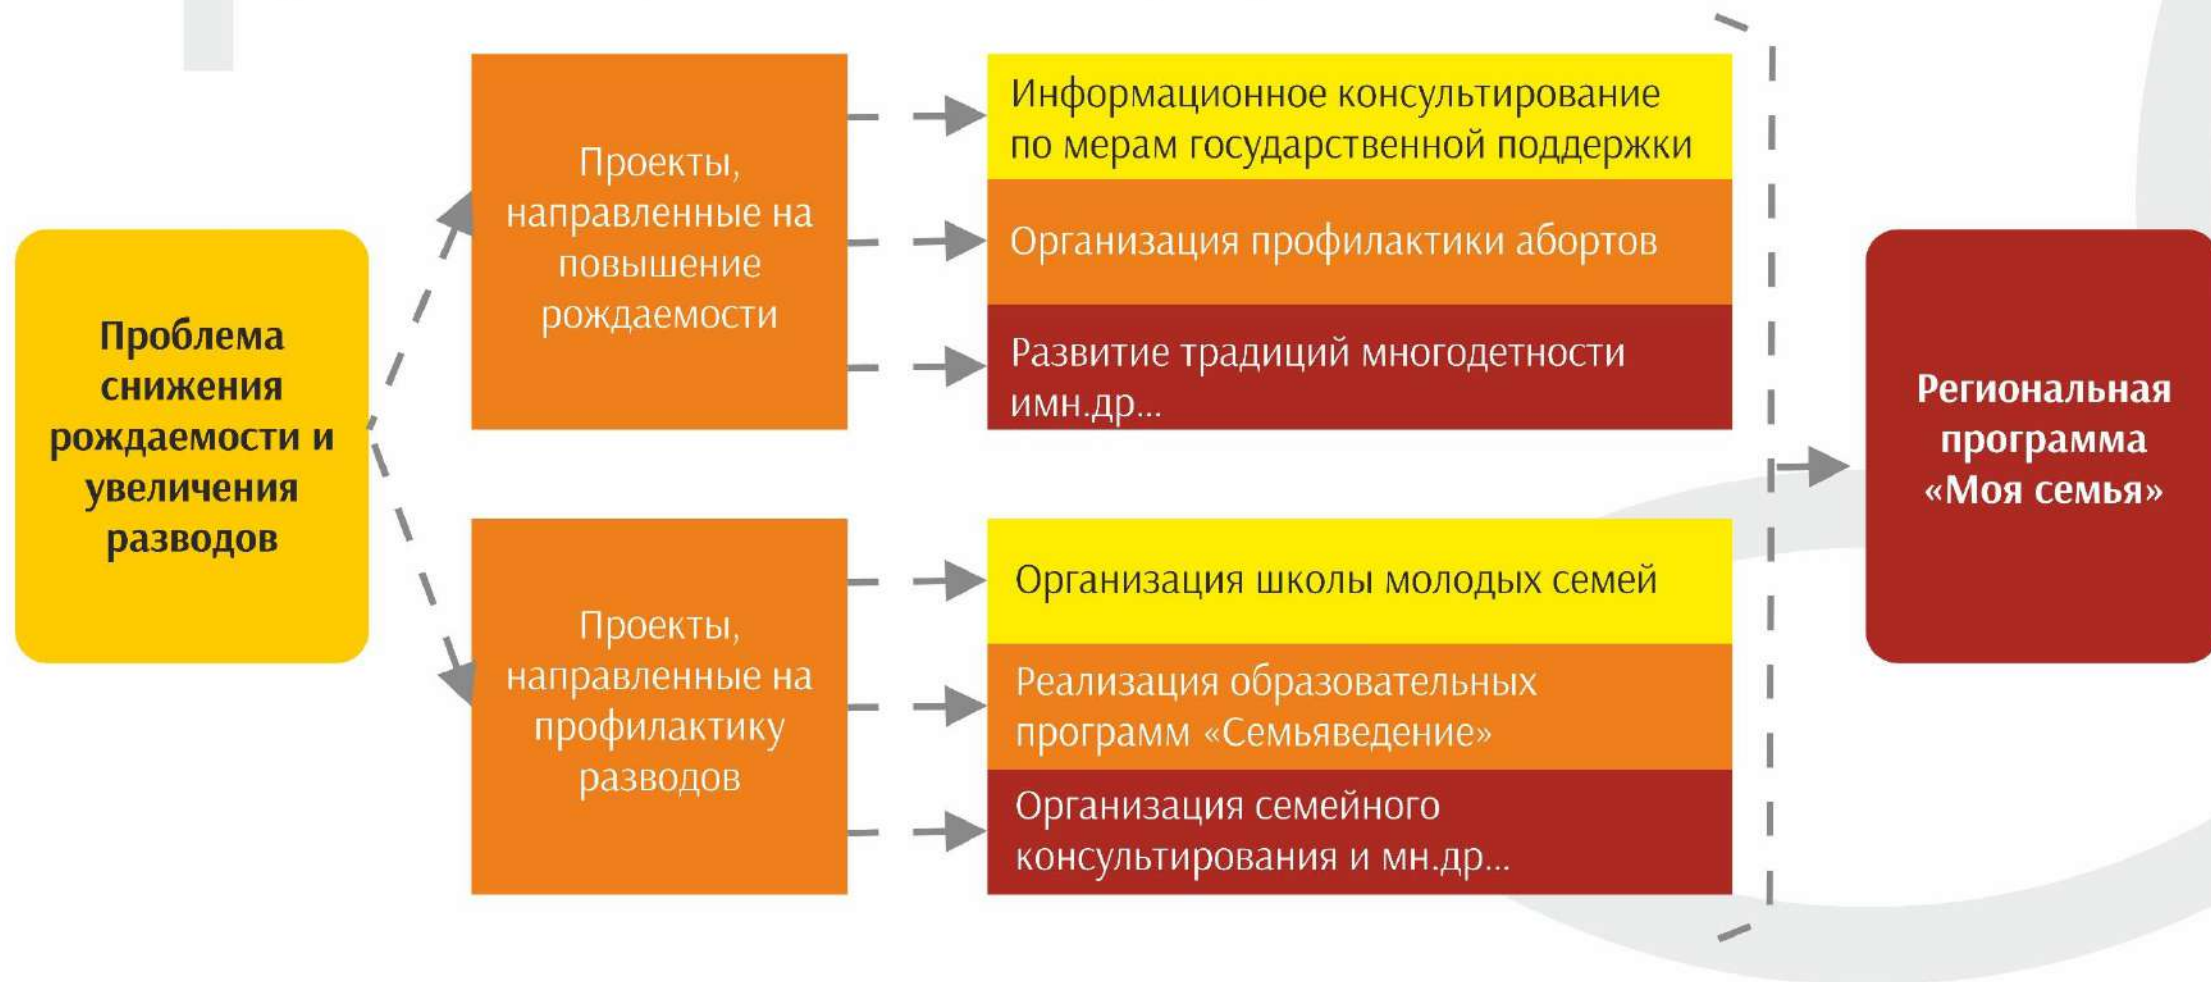 Проблема
снижения
рождаемости и
увеличения
разводов
Проекты,
направленные на
повышение
рождаемости
Информационное консультирование
по мерам государственной поддержки
Организация профилактики абортов
Развитие традиций многодетности
имн.др...
Проекты,
направленные на
профилактику
разводов
Организация школы молодых семей
Реализация образовательных
программ «Семьяведение»
Организация семейного
консультирования и мн.др...
Региональная
программа
«Моя семья»